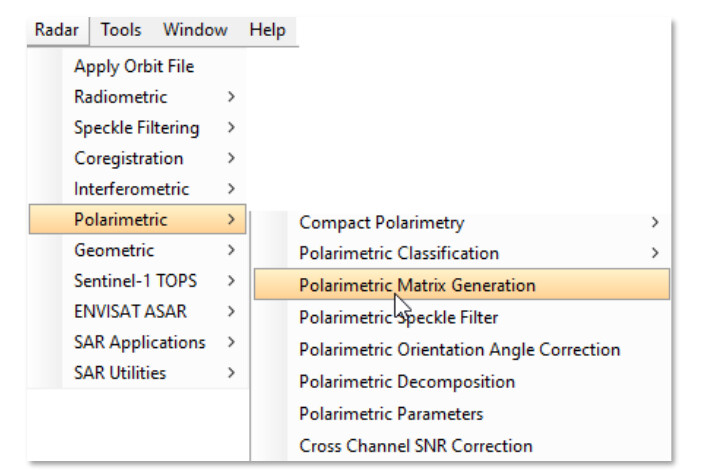 Radar Tools Window Help
Apply Orbit File
Radiometric >
Speckle Filtering >
Coregistration >
Interferometric >
Polarimetric >
Geometric >
Sentinel-1 TOPS >
ENVISAT ASAR >
SAR Applications >
SAR Utilities >
Compact Polarimetry >
Polarimetric Classification >
Polarimetric Matrix Generation
Polarimetric Speckle Filter
Polarimetric Orientation Angle Correction
Polarimetric Decomposition
Polarimetric Parameters
Cross Channel SNR Correction